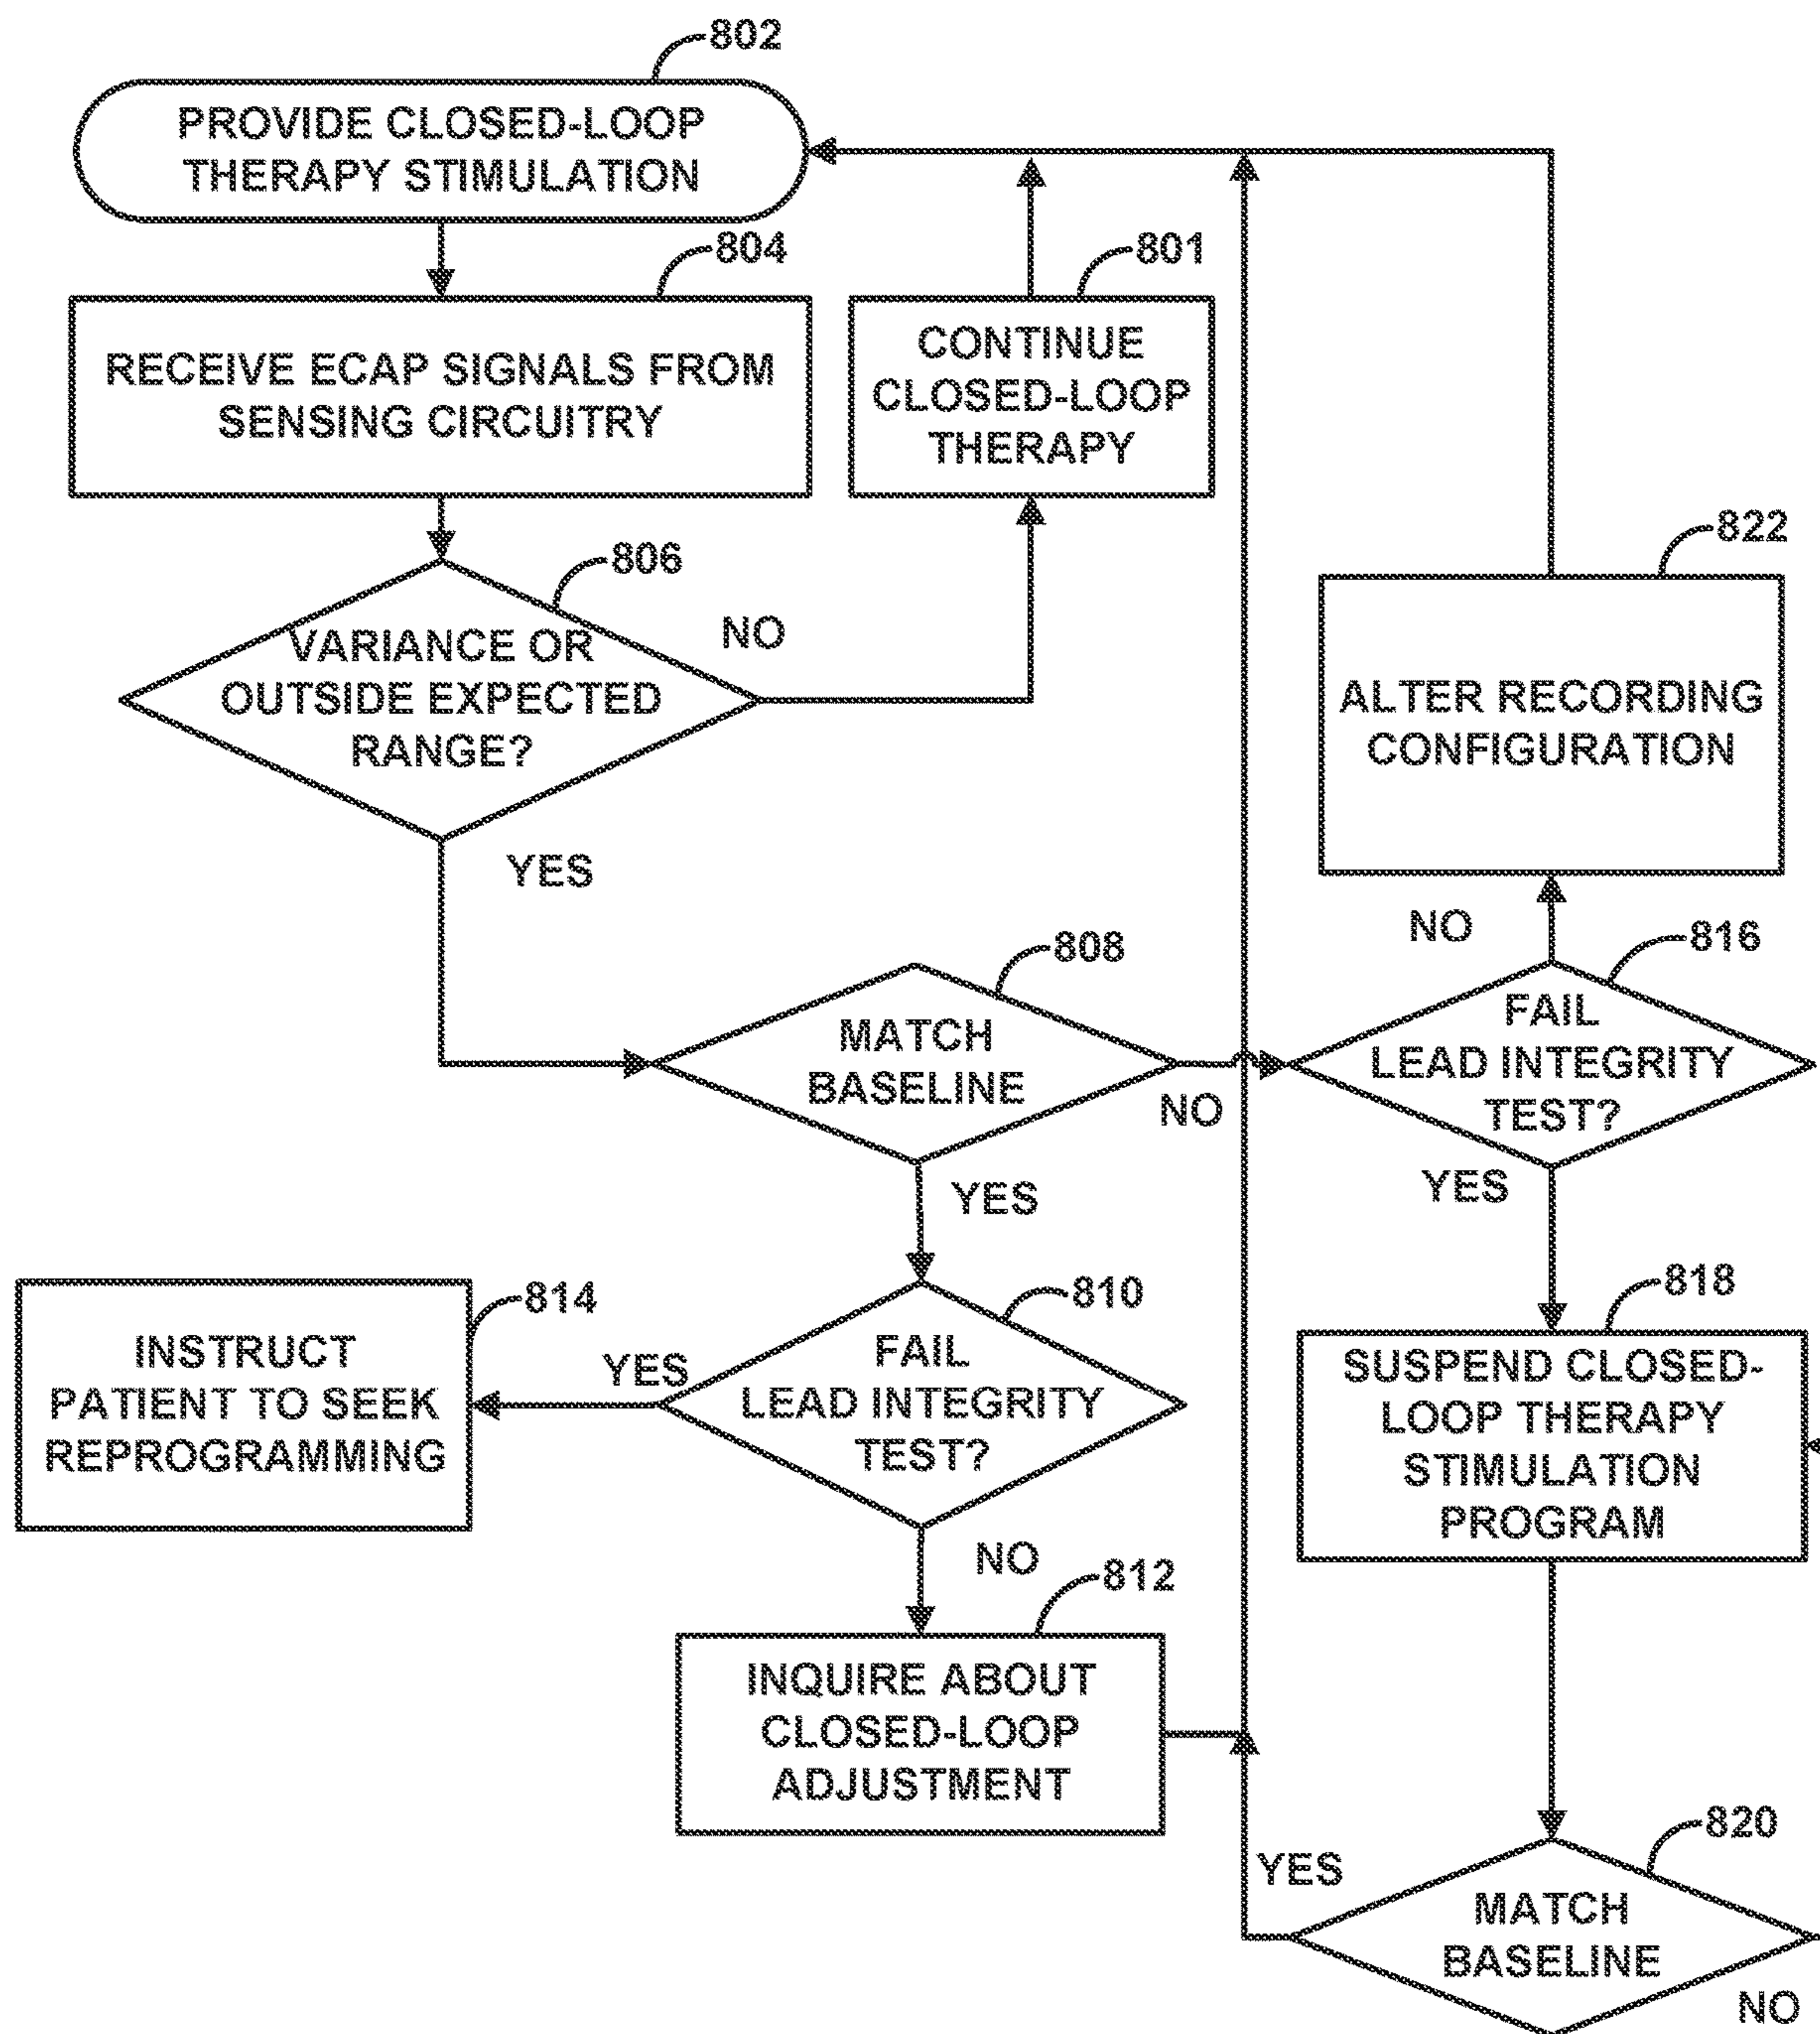 802
PROVIDE CLOSED-LOOP
THERAPY STIMULATION
804
RECEIVE ECAP SIGNALS FROM
SENSING CIRCUITRY
801
CONTINUE
CLOSED-LOOP
THERAPY
806
VARIANCE OR
OUTSIDE EXPECTED
RANGE?
NO
YES
822
ALTER RECORDING
CONFIGURATION
NO
808
MATCH
BASELINE
NO
YES
816
FAIL
LEAD INTEGRITY
TEST?
YES
814
INSTRUCT
PATIENT TO SEEK
REPROGRAMMING
YES
810
FAIL
LEAD INTEGRITY
TEST?
NO
818
SUSPEND CLOSED-
LOOP THERAPY
STIMULATION
PROGRAM
812
INQUIRE ABOUT
CLOSED-LOOP
ADJUSTMENT
820
YES
MATCH
BASELINE
NO